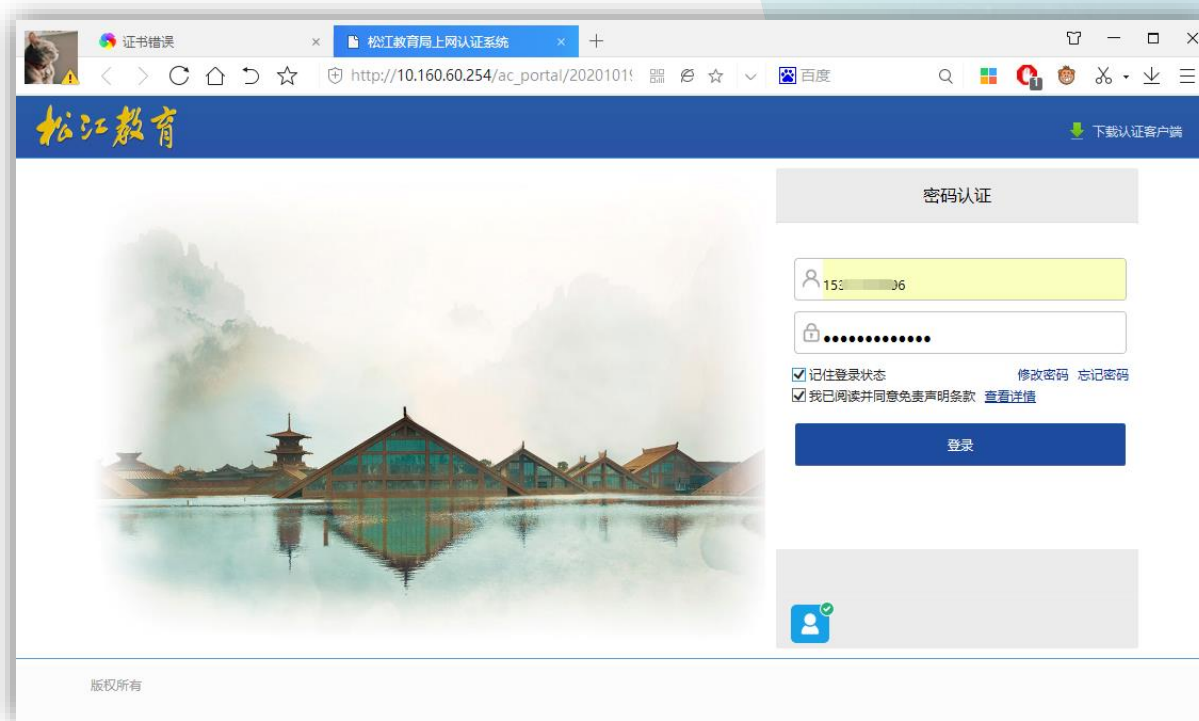 证书错误
松江教育局上网认证系统
http://10.160.60.254/ac_portal/20201019
百度
松江教育
下载认证客户端
密码认证
记住登录状态
修改密码 忘记密码
我已阅读并同意免责声明条款 查看详情
登录
版权所有